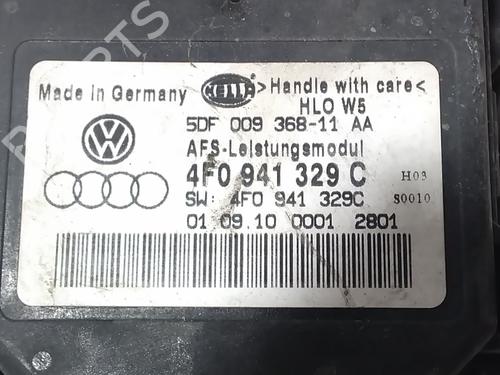 Made in Germany
HELLA
>Handle with care<
HLO W5
5DF 009 368-11 AA
AFS-Leistungsmodul
4F0 941 329 C H03
SW: 4F0 941 329C S0010
01.09.10 0001 2801
PARTS